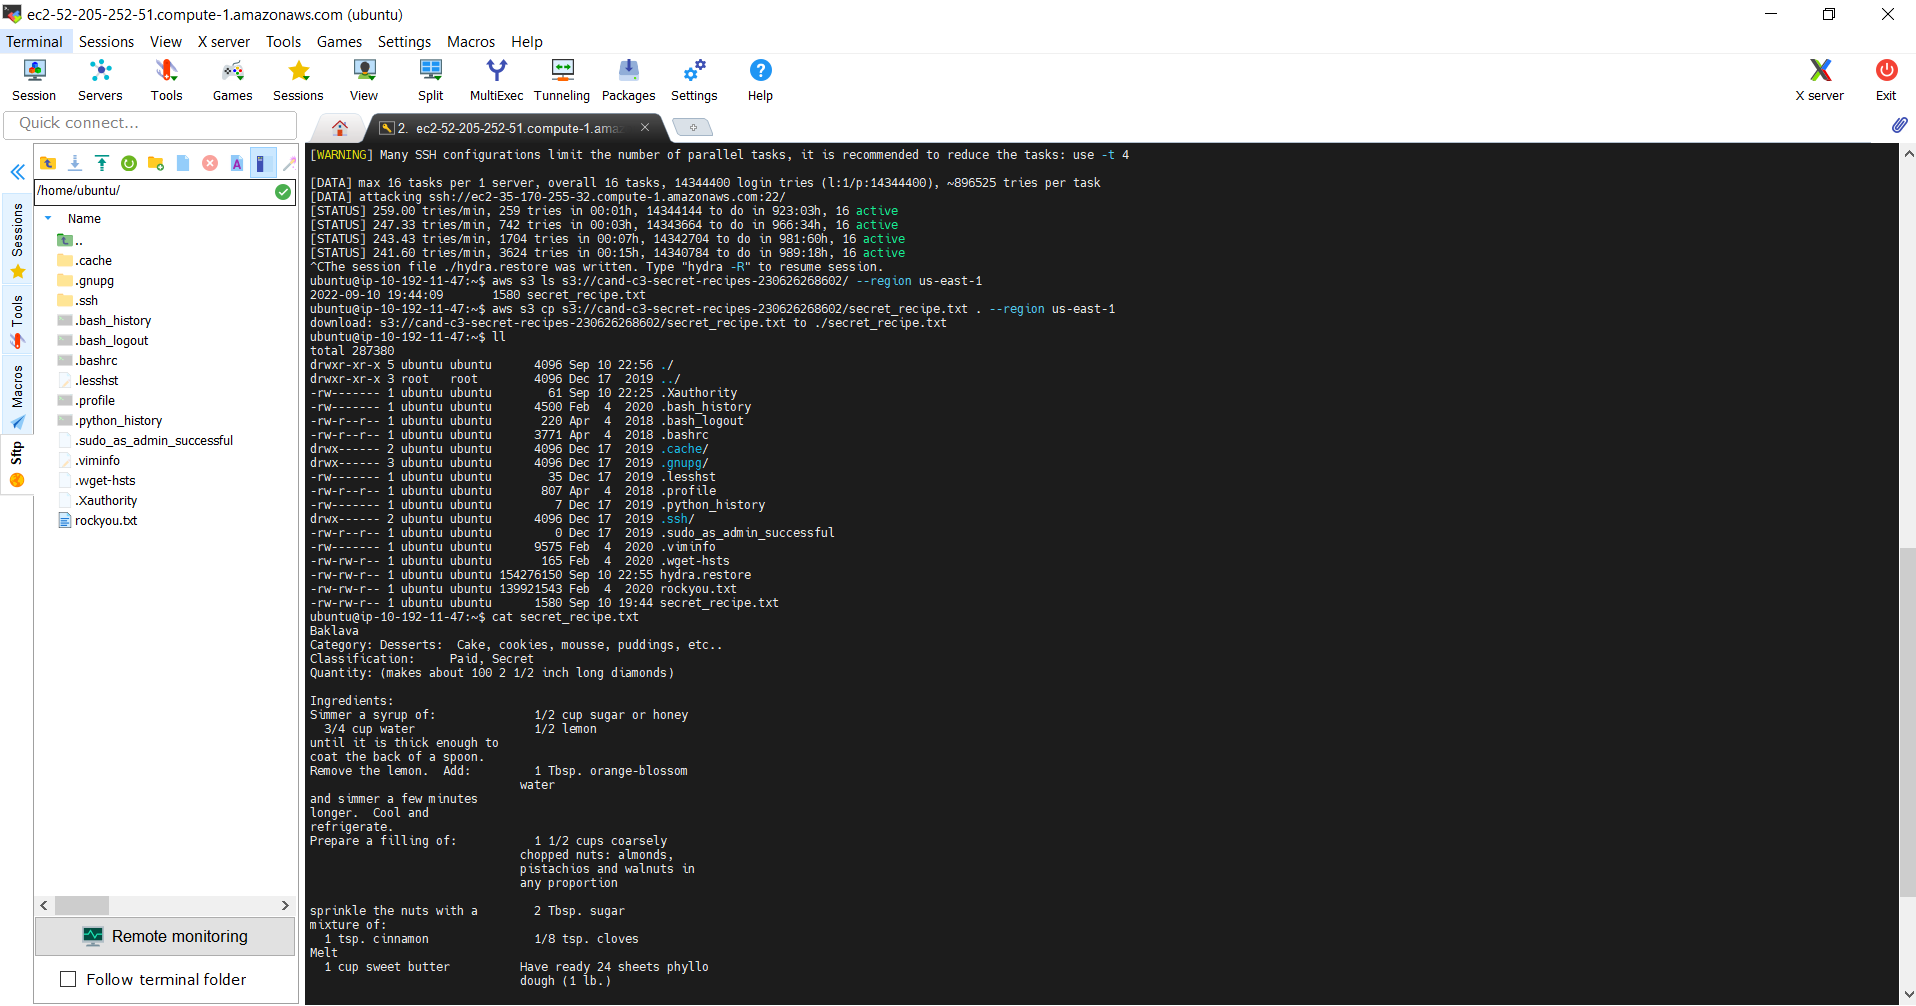 ec2-52-205-252-51.compute-1.amazonaws.com (ubuntu)
Terminal Sessions View X server Tools Games Settings Macros Help
Session Servers Tools Games Sessions View Split MultiExec Tunneling Packages Settings Help X server Exit
Quick connect...
2. ec2-52-205-252-51.compute-1.ama
/home/ubuntu/
Name
..
.cache
.gnupg
.ssh
.bash_history
.bash_logout
.bashrc
.lesshst
.profile
.python_history
.sudo_as_admin_successful
.viminfo
.wget-hsts
.Xauthority
rockyou.txt
Sessions
Tools
Macros
Sftp
Remote monitoring
Follow terminal folder
[WARNING] Many SSH configurations limit the number of parallel tasks, it is recommended to reduce the tasks: use -t 4
[DATA] max 16 tasks per 1 server, overall 16 tasks, 14344400 login tries (l:1/p:14344400), ~896525 tries per task
[DATA] attacking ssh://ec2-35-170-255-32.compute-1.amazonaws.com:22/
[STATUS] 259.00 tries/min, 259 tries in 00:01h, 14344144 to do in 923:03h, 16 active
[STATUS] 247.33 tries/min, 742 tries in 00:03h, 14343664 to do in 966:34h, 16 active
[STATUS] 243.43 tries/min, 1704 tries in 00:07h, 14342704 to do in 981:60h, 16 active
[STATUS] 241.60 tries/min, 3624 tries in 00:15h, 14340784 to do in 989:18h, 16 active
^CThe session file ./hydra.restore was written. Type "hydra -R" to resume session.
ubuntu@ip-10-192-11-47:~$ aws s3 ls s3://cand-c3-secret-recipes-230626268602/ --region us-east-1
2022-09-10 19:44:09       1580 secret_recipe.txt
ubuntu@ip-10-192-11-47:~$ aws s3 cp s3://cand-c3-secret-recipes-230626268602/secret_recipe.txt . --region us-east-1
download: s3://cand-c3-secret-recipes-230626268602/secret_recipe.txt to ./secret_recipe.txt
ubuntu@ip-10-192-11-47:~$ ll
total 287380
drwxr-xr-x 5 ubuntu ubuntu      4096 Sep 10 22:56 ./
drwxr-xr-x 3 root   root        4096 Dec 17  2019 ../
-rw------- 1 ubuntu ubuntu        61 Sep 10 22:25 .Xauthority
-rw------- 1 ubuntu ubuntu      4500 Feb  4  2020 .bash_history
-rw-r--r-- 1 ubuntu ubuntu       220 Apr  4  2018 .bash_logout
-rw-r--r-- 1 ubuntu ubuntu      3771 Apr  4  2018 .bashrc
drwx------ 2 ubuntu ubuntu      4096 Dec 17  2019 .cache/
drwx------ 3 ubuntu ubuntu      4096 Dec 17  2019 .gnupg/
-rw------- 1 ubuntu ubuntu        35 Dec 17  2019 .lesshst
-rw-r--r-- 1 ubuntu ubuntu       807 Apr  4  2018 .profile
-rw------- 1 ubuntu ubuntu         7 Dec 17  2019 .python_history
drwx------ 2 ubuntu ubuntu      4096 Dec 17  2019 .ssh/
-rw-r--r-- 1 ubuntu ubuntu         0 Dec 17  2019 .sudo_as_admin_successful
-rw------- 1 ubuntu ubuntu      9575 Feb  4  2020 .viminfo
-rw-rw-r-- 1 ubuntu ubuntu       165 Feb  4  2020 .wget-hsts
-rw-rw-r-- 1 ubuntu ubuntu 154276150 Sep 10 22:55 hydra.restore
-rw-rw-r-- 1 ubuntu ubuntu 139921543 Feb  4  2020 rockyou.txt
-rw-rw-r-- 1 ubuntu ubuntu      1580 Sep 10 19:44 secret_recipe.txt
ubuntu@ip-10-192-11-47:~$ cat secret_recipe.txt
Baklava
Category: Desserts:  Cake, cookies, mousse, puddings, etc..
Classification:     Paid, Secret
Quantity: (makes about 100 2 1/2 inch long diamonds)
Ingredients:
Simmer a syrup of:              1/2 cup sugar or honey
  3/4 cup water                 1/2 lemon
until it is thick enough to
coat the back of a spoon.
Remove the lemon.  Add:         1 Tbsp. orange-blossom
water
and simmer a few minutes
longer.  Cool and
refrigerate.
Prepare a filling of:           1 1/2 cups coarsely
chopped nuts: almonds,
pistachios and walnuts in
any proportion
sprinkle the nuts with a        2 Tbsp. sugar
mixture of:
  1 tsp. cinnamon               1/8 tsp. cloves
Melt
  1 cup sweet butter          Have ready 24 sheets phyllo
dough (1 lb.)